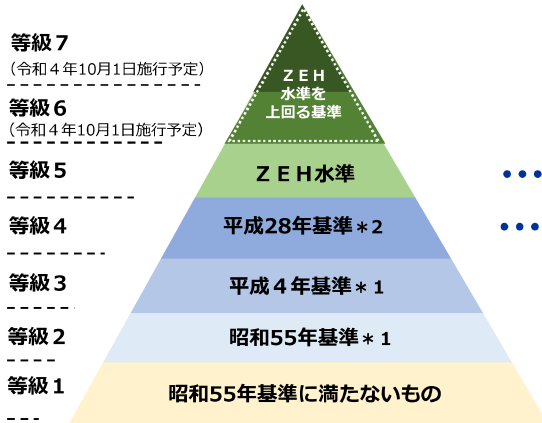 等級７
（令和４年10月1日施行予定）
ＺＥＨ
水準を
上回る基準
等級６
（令和４年10月1日施行予定）
等級５
ＺＥＨ水準
•••
等級４
平成28年基準＊2
•••
等級３
平成４年基準＊1
等級２
昭和55年基準＊1
等級１
昭和55年基準に満たないもの